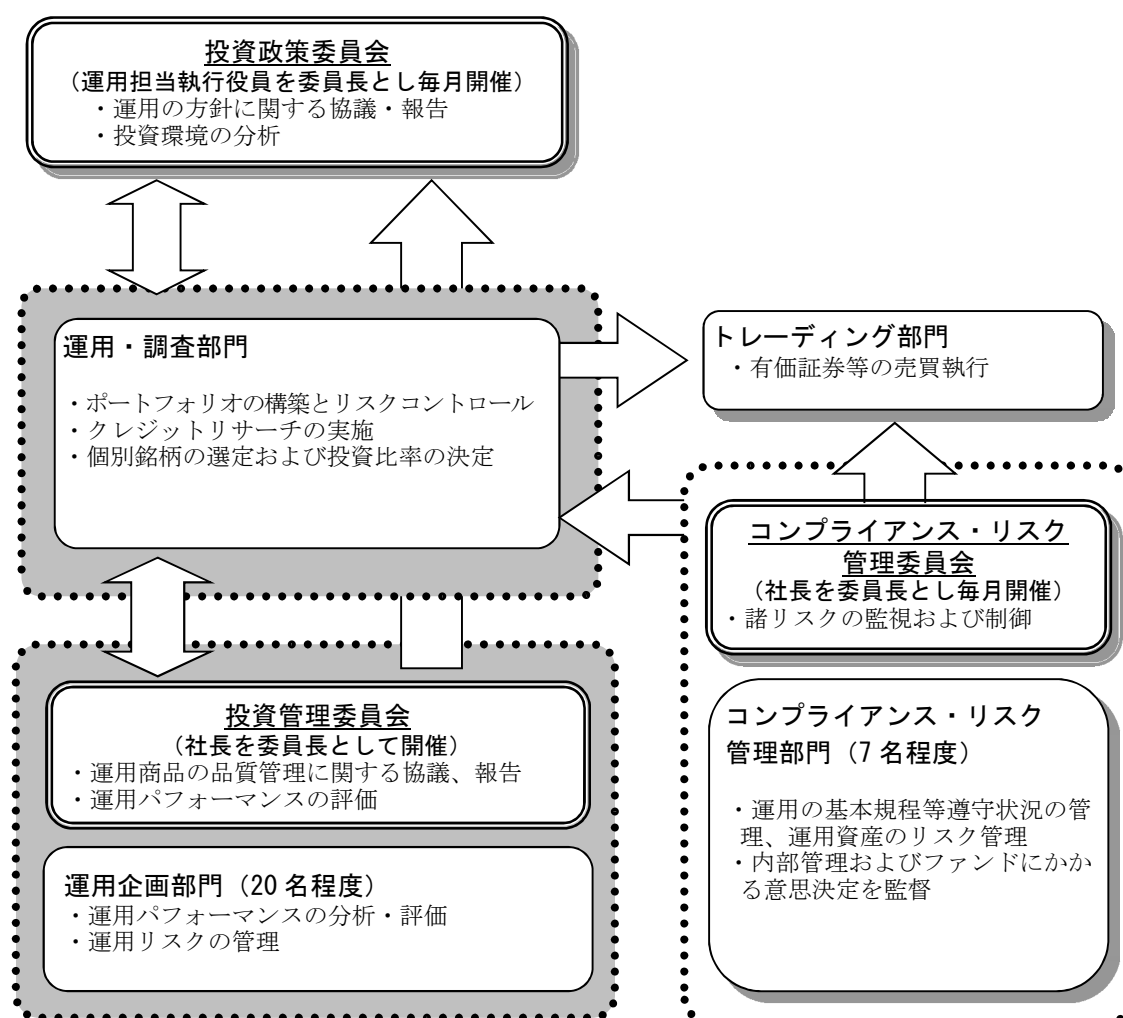 投資政策委員会
（運用担当執行役員を委員長とし毎月開催）
・運用の方針に関する協議・報告
・投資環境の分析
運用・調査部門
・ポートフォリオの構築とリスクコントロール
・クレジットリサーチの実施
・個別銘柄の選定および投資比率の決定
トレーディング部門
・有価証券等の売買執行
コンプライアンス・リスク
管理委員会
（社長を委員長とし毎月開催）
・諸リスクの監視および制御
投資管理委員会
（社長を委員長として開催）
・運用商品の品質管理に関する協議、報告
・運用パフォーマンスの評価
運用企画部門（20 名程度）
・運用パフォーマンスの分析・評価
・運用リスクの管理
コンプライアンス・リスク
管理部門（7 名程度）
・運用の基本規程等遵守状況の管
理、運用資産のリスク管理
・内部管理およびファンドにかか
る意思決定を監督